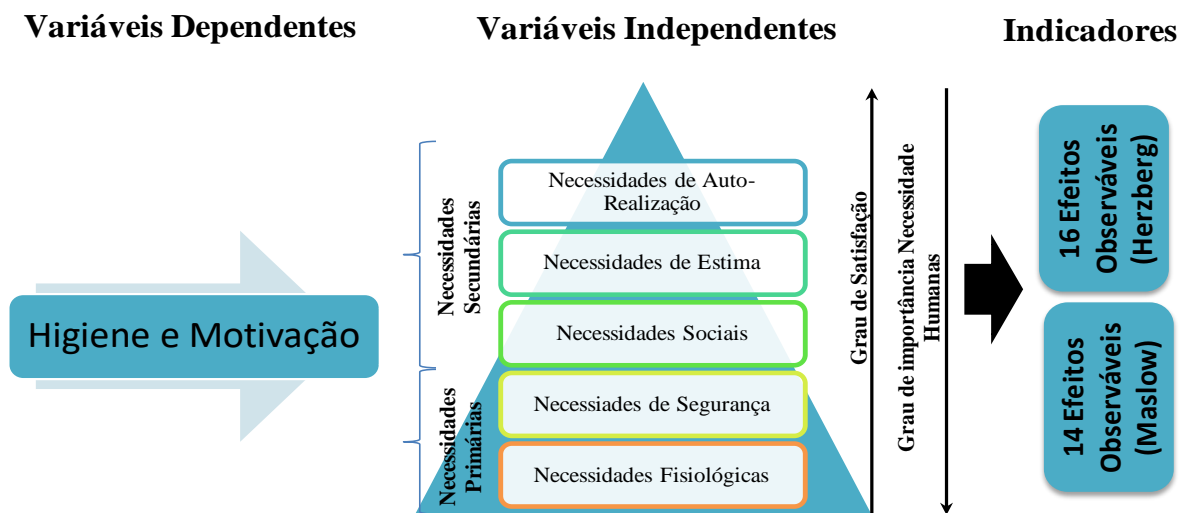 Variáveis Dependentes
Variáveis Independentes
Indicadores
Higiene e Motivação
Necessidades
Secundárias
Necessidades
Primárias
Necessidades de Auto-
Realização
Necessidades de Estima
Necessidades Sociais
Necessiades de Segurança
Necessidades Fisiológicas
Grau de Satisfação
Grau de importância Necessidade
Humanas
16 Efeitos
Observáveis
(Herzberg)
14 Efeitos
Observáveis
(Maslow)